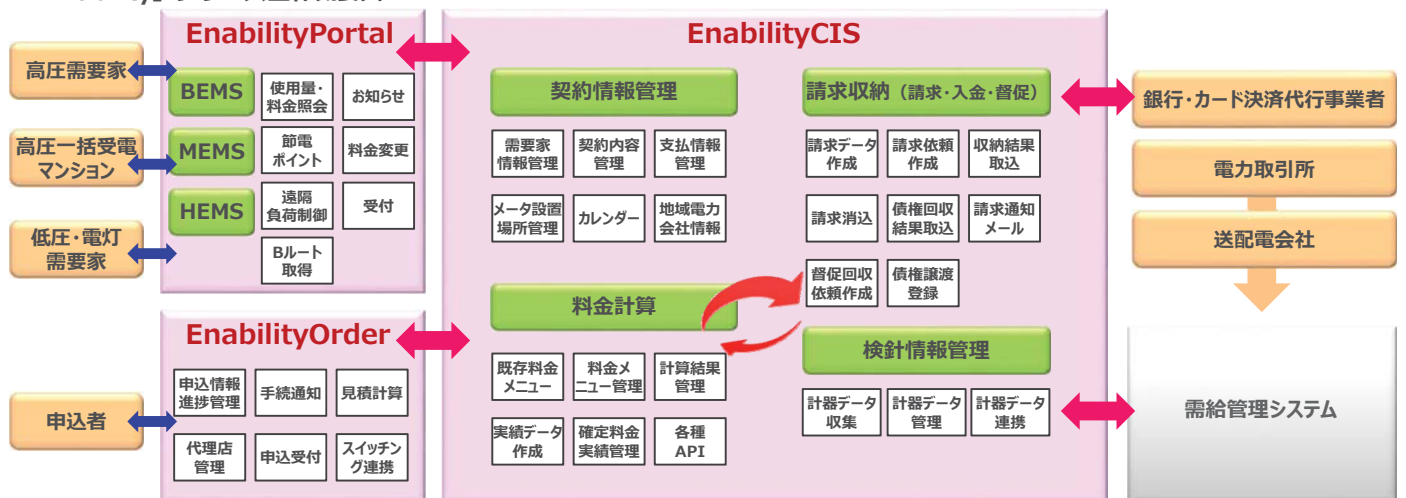 EnabilityPortal
EnabilityCIS
高圧需要家
高圧一括受電
マンション
低圧・電灯
需要家
BEMS
MEMS
HEMS
使用量・
料金照会
お知らせ
節電
ポイント
料金変更
遠隔
負荷制御
受付
Bルート
取得
契約情報管理
需要家
情報管理
契約内容
管理
支払情報
管理
メータ設置
場所管理
カレンダー
地域電力
会社情報
請求収納（請求・入金・督促）
請求データ
作成
請求依頼
作成
収納結果
取込
請求消込
債権回収
結果取込
請求通知
メール
督促回収
依頼作成
債権譲渡
登録
銀行・カード決済代行事業者
電力取引所
送配電会社
EnabilityOrder
申込者
申込情報
進捗管理
手続通知
見積計算
代理店
管理
申込受付
スイッチン
グ連携
料金計算
既存料金
メニュー
料金メ
ニュー管理
計算結果
管理
実績データ
作成
確定料金
実績管理
各種
API
検針情報管理
計器データ
収集
計器データ
管理
計器データ
連携
需給管理システム